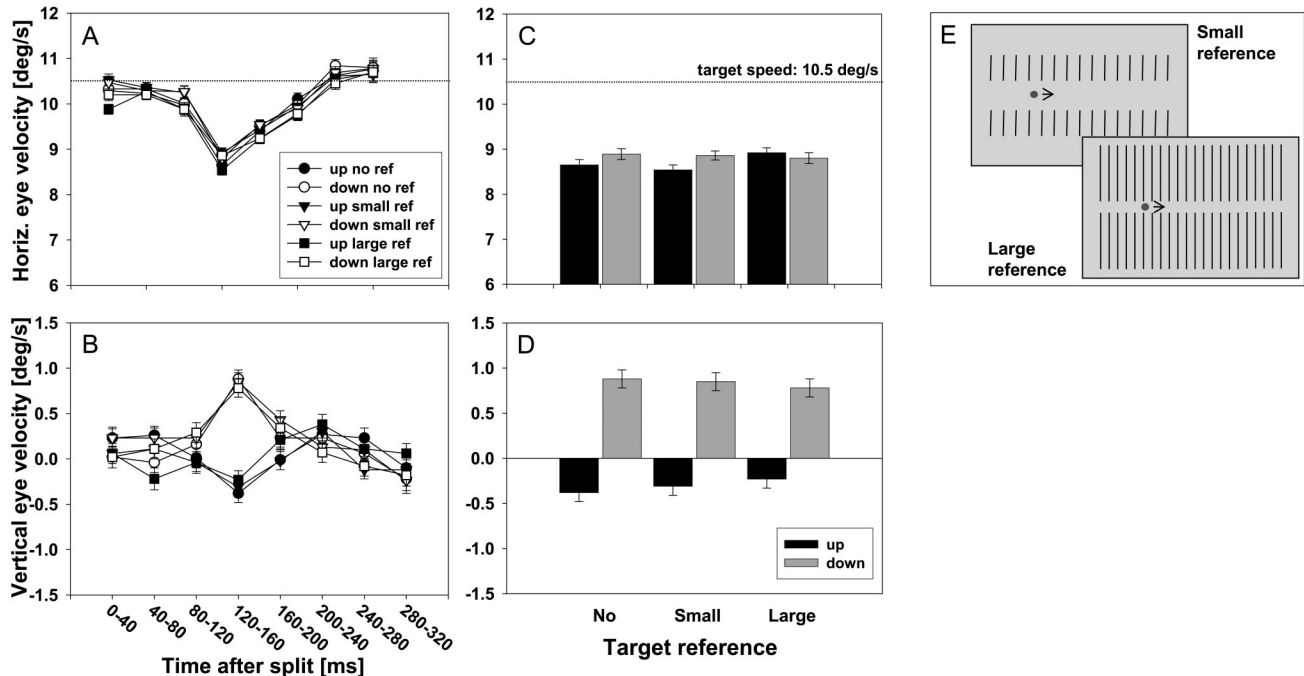 A
Horiz. eye velocity [deg/s]
12
11
10
9
8
7
6
up no ref
down no ref
up small ref
down small ref
up large ref
down large ref
C
12
11
10
9
8
7
6
target speed: 10.5 deg/s
E
Small
reference
Large
reference
B
Vertical eye velocity [deg/s]
1.5
1.0
0.5
0.0
-0.5
-1.0
-1.5
0-40
40-80
80-120
120-160
160-200
200-240
240-280
280-320
Time after split [ms]
D
1.5
1.0
0.5
0.0
-0.5
-1.0
-1.5
up
down
No Small Large
Target reference